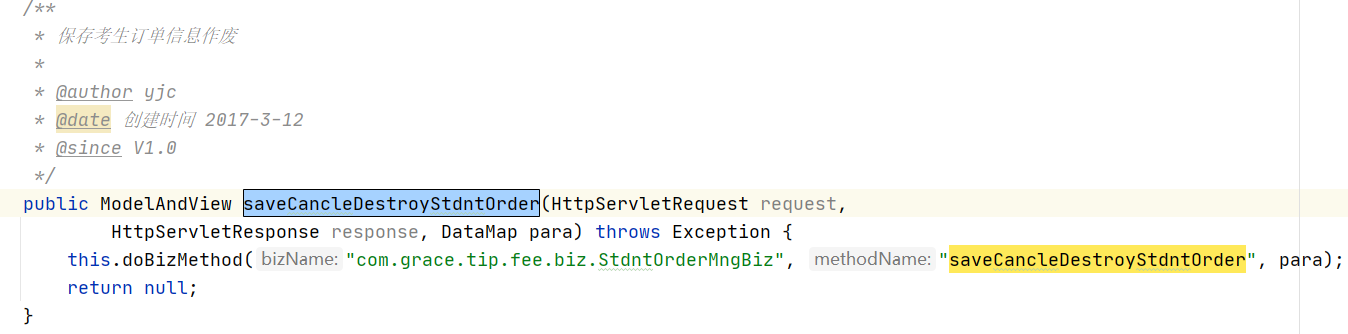 /**
 * 保存考生订单信息作废
 *
 * @author yjc
 * @date 创建时间 2017-3-12
 * @since V1.0
 */
public ModelAndView saveCancleDestroyStdntOrder(HttpServletRequest request,
        HttpServletResponse response, DataMap para) throws Exception {
    this.doBizMethod( bizName: "com.grace.tip.fee.biz.StdntOrderMngBiz", methodName: "saveCancleDestroyStdntOrder", para);
    return null;
}